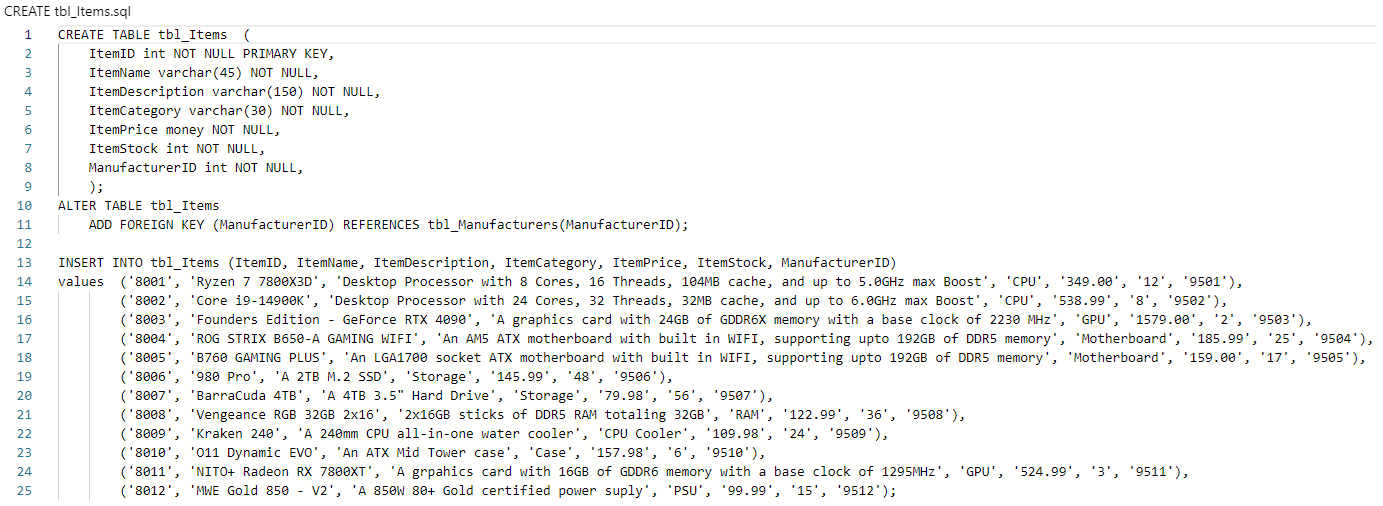 CREATE tbl_Items.sql
1 CREATE TABLE tbl_Items  (
2     ItemID int NOT NULL PRIMARY KEY,
3     ItemName varchar(45) NOT NULL,
4     ItemDescription varchar(150) NOT NULL,
5     ItemCategory varchar(30) NOT NULL,
6     ItemPrice money NOT NULL,
7     ItemStock int NOT NULL,
8     ManufacturerID int NOT NULL,
9     );
10 ALTER TABLE tbl_Items
11     ADD FOREIGN KEY (ManufacturerID) REFERENCES tbl_Manufacturers(ManufacturerID);
12
13 INSERT INTO tbl_Items (ItemID, ItemName, ItemDescription, ItemCategory, ItemPrice, ItemStock, ManufacturerID)
14 values  ('8001', 'Ryzen 7 7800X3D', 'Desktop Processor with 8 Cores, 16 Threads, 104MB cache, and up to 5.0GHz max Boost', 'CPU', '349.00', '12', '9501'),
15         ('8002', 'Core i9-14900K', 'Desktop Processor with 24 Cores, 32 Threads, 32MB cache, and up to 6.0GHz max Boost', 'CPU', '538.99', '8', '9502'),
16         ('8003', 'Founders Edition - GeForce RTX 4090', 'A graphics card with 24GB of GDDR6X memory with a base clock of 2230 MHz', 'GPU', '1579.00', '2', '9503'),
17         ('8004', 'ROG STRIX B650-A GAMING WIFI', 'An AM5 ATX motherboard with built in WIFI, supporting upto 192GB of DDR5 memory', 'Motherboard', '185.99', '25', '9504'),
18         ('8005', 'B760 GAMING PLUS', 'An LGA1700 socket ATX motherboard with built in WIFI, supporting upto 192GB of DDR5 memory', 'Motherboard', '159.00', '17', '9505'),
19         ('8006', '980 Pro', 'A 2TB M.2 SSD', 'Storage', '145.99', '48', '9506'),
20         ('8007', 'BarraCuda 4TB', 'A 4TB 3.5" Hard Drive', 'Storage', '79.98', '56', '9507'),
21         ('8008', 'Vengeance RGB 32GB 2x16', '2x16GB sticks of DDR5 RAM totaling 32GB', 'RAM', '122.99', '36', '9508'),
22         ('8009', 'Kraken 240', 'A 240mm CPU all-in-one water cooler', 'CPU Cooler', '109.98', '24', '9509'),
23         ('8010', 'O11 Dynamic EVO', 'An ATX Mid Tower case', 'Case', '157.98', '6', '9510'),
24         ('8011', 'NITO+ Radeon RX 7800XT', 'A grpahics card with 16GB of GDDR6 memory with a base clock of 1295MHz', 'GPU', '524.99', '3', '9511'),
25         ('8012', 'MWE Gold 850 - V2', 'A 850W 80+ Gold certified power suply', 'PSU', '99.99', '15', '9512');